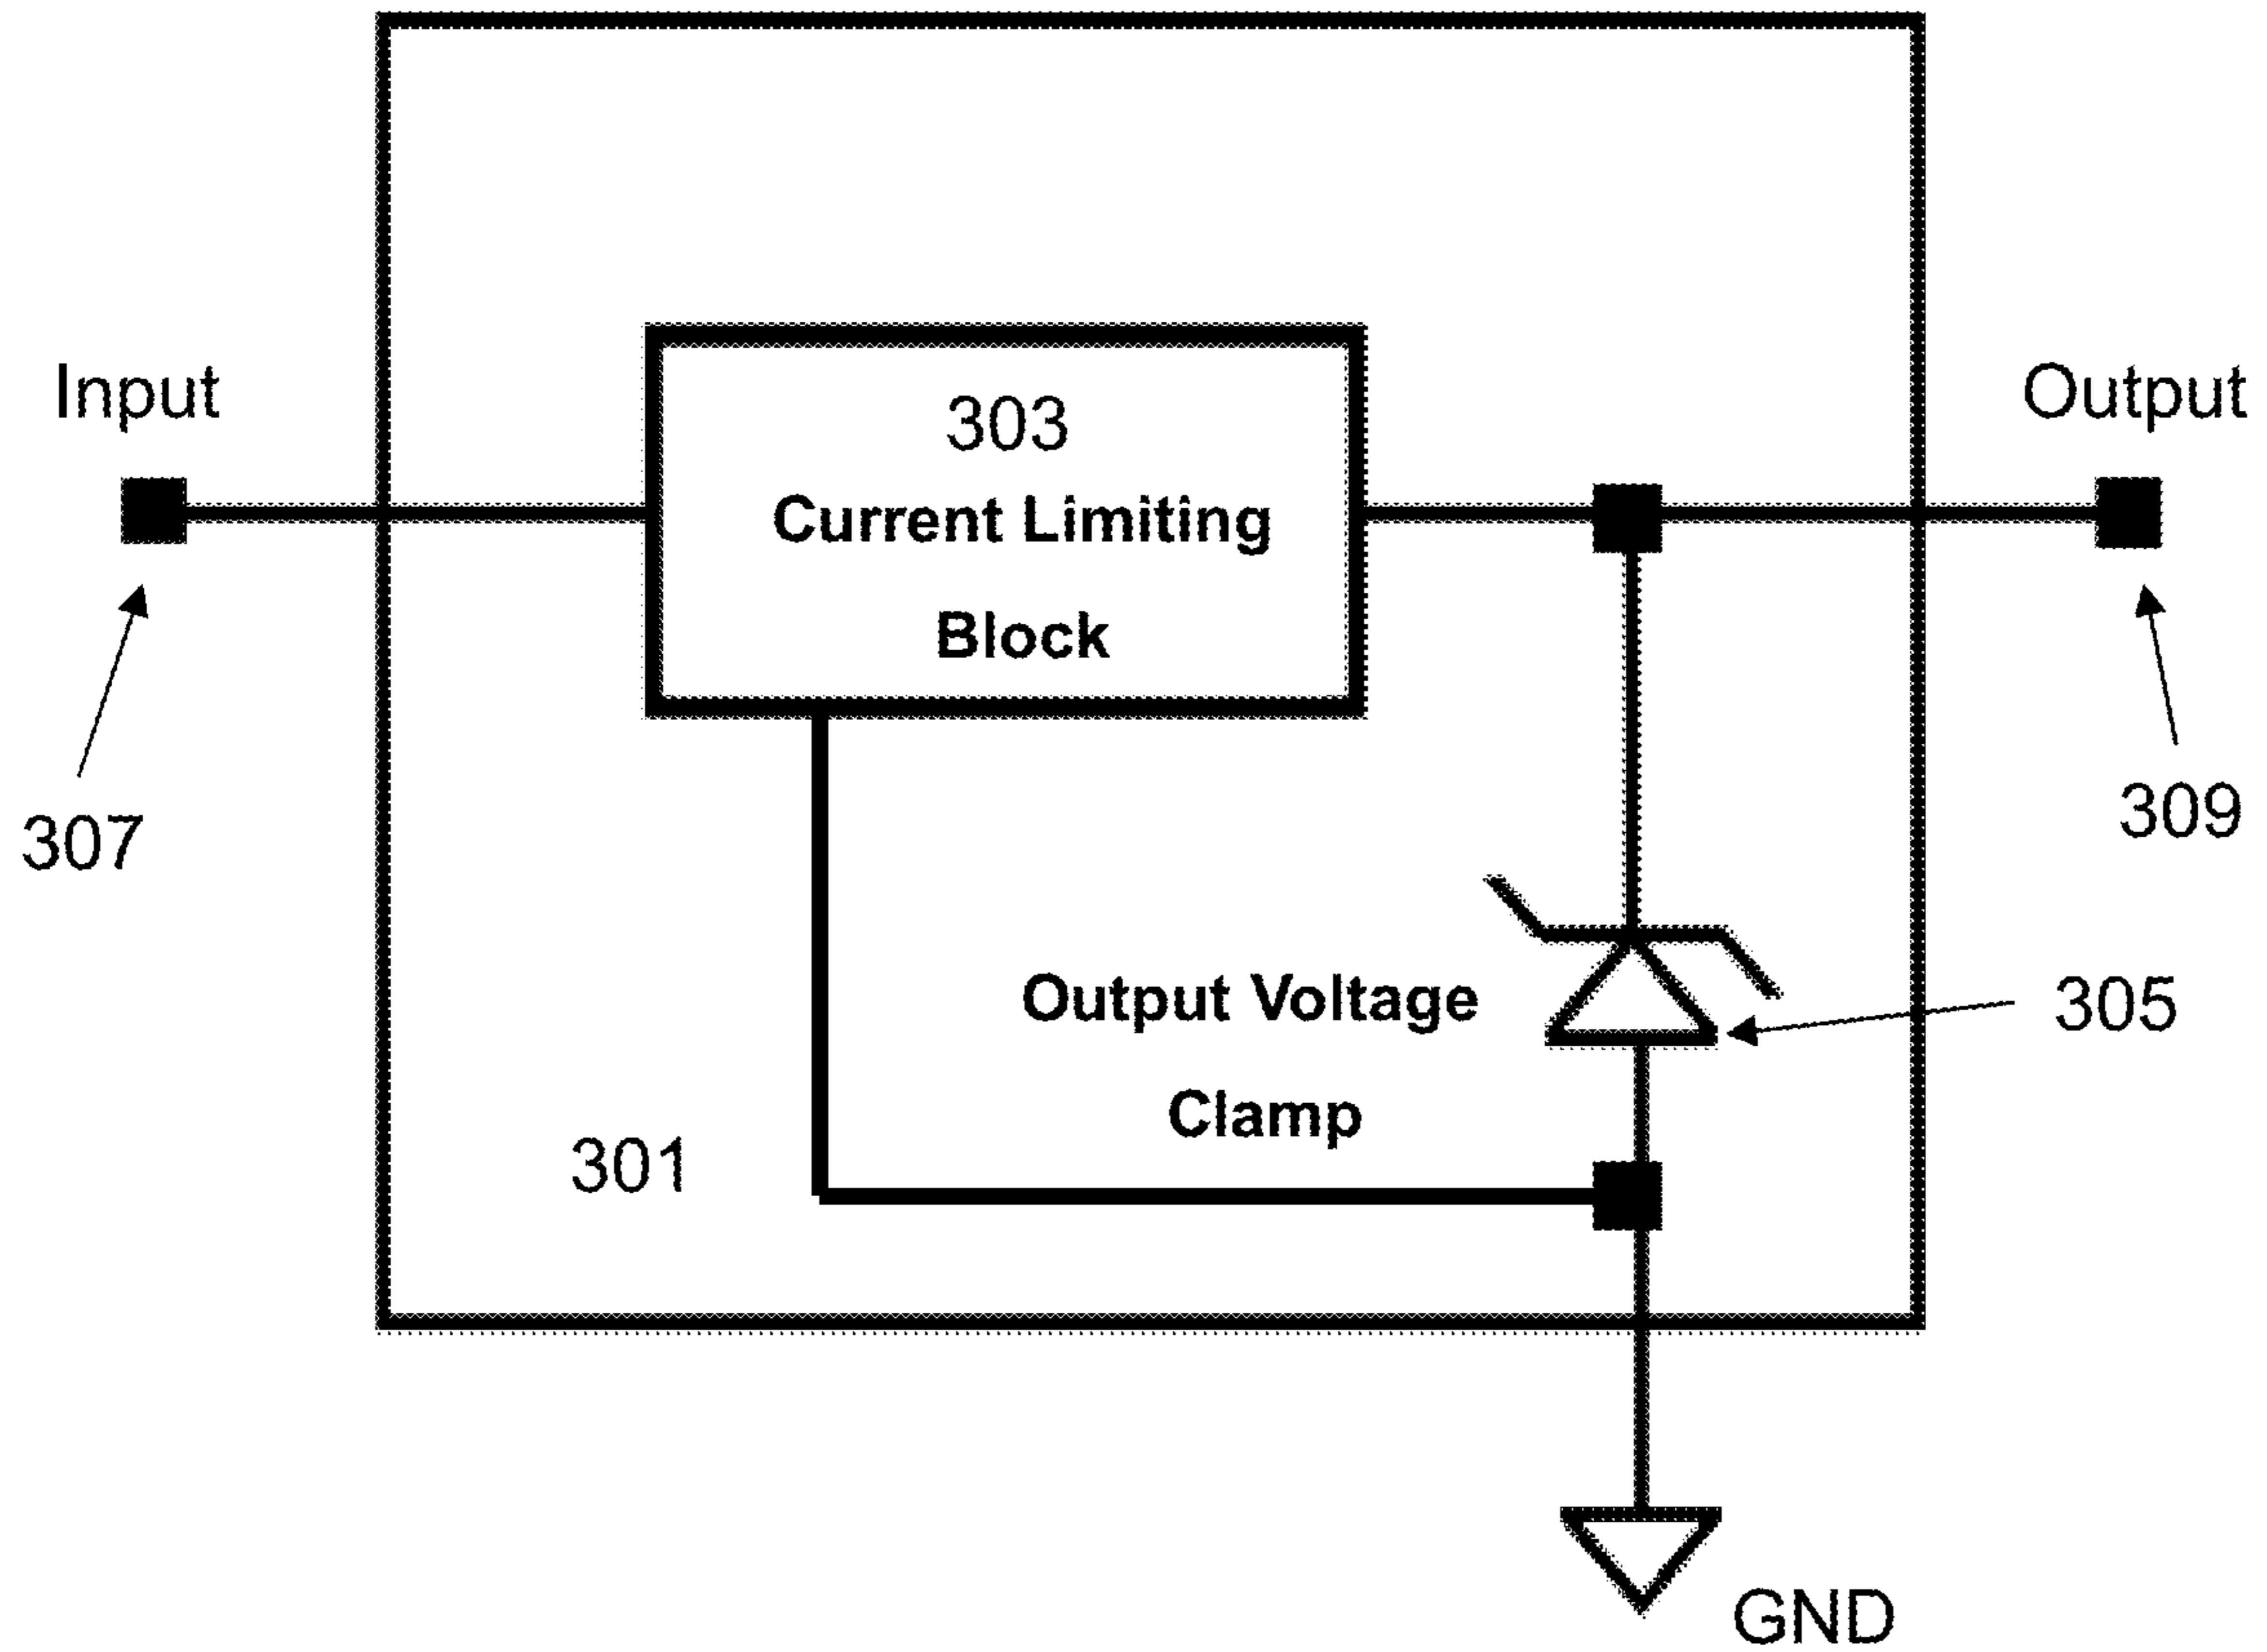 Input
Output
303
Current Limiting
Block
307
309
Output Voltage
305
Clamp
301
GND